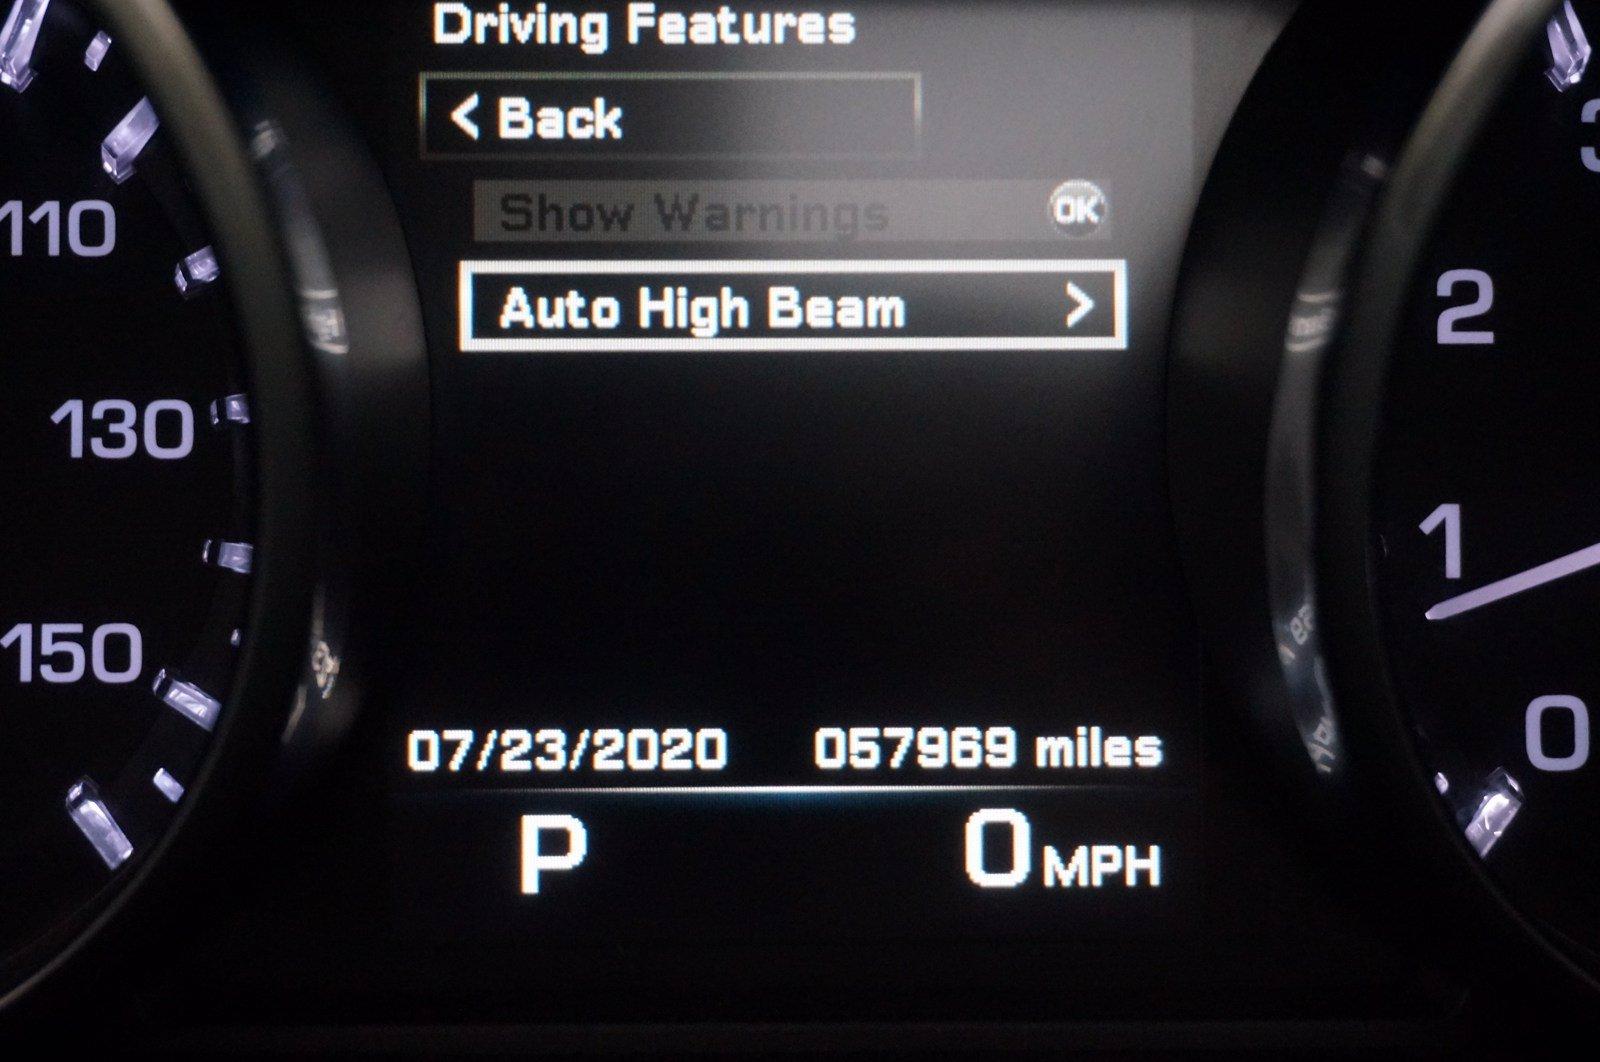 Driving Features
< Back
Show Warnings OK
Auto High Beam >
110
130
150
2
1
0
07/23/2020 057969 miles
P 0 MPH